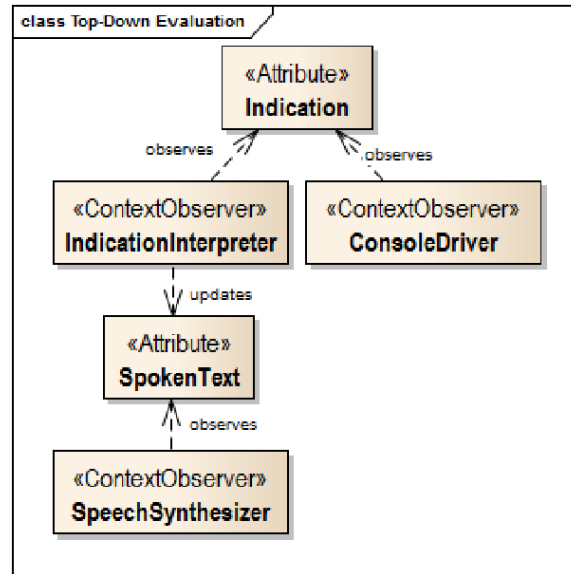 class Top-Down Evaluation
«Attribute»
Indication
observes
observes
«ContextObserver»
IndicationInterpreter
«ContextObserver»
ConsoleDriver
updates
«Attribute»
SpokenText
observes
«ContextObserver»
SpeechSynthesizer